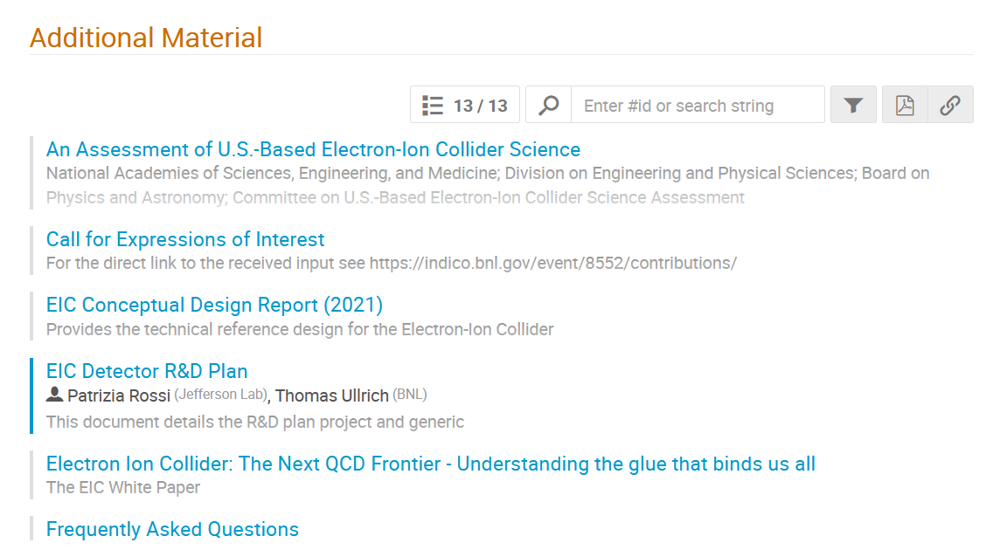 Additional Material
13 / 13
Enter #id or search string
An Assessment of U.S.-Based Electron-Ion Collider Science
National Academies of Sciences, Engineering, and Medicine; Division on Engineering and Physical Sciences; Board on
Physics and Astronomy; Committee on U.S.-Based Electron-Ion Collider Science Assessment
Call for Expressions of Interest
For the direct link to the received input see https://indico.bnl.gov/event/8552/contributions/
EIC Conceptual Design Report (2021)
Provides the technical reference design for the Electron-Ion Collider
EIC Detector R&D Plan
Patrizia Rossi (Jefferson Lab), Thomas Ullrich (BNL)
This document details the R&D plan project and generic
Electron Ion Collider: The Next QCD Frontier - Understanding the glue that binds us all
The EIC White Paper
Frequently Asked Questions